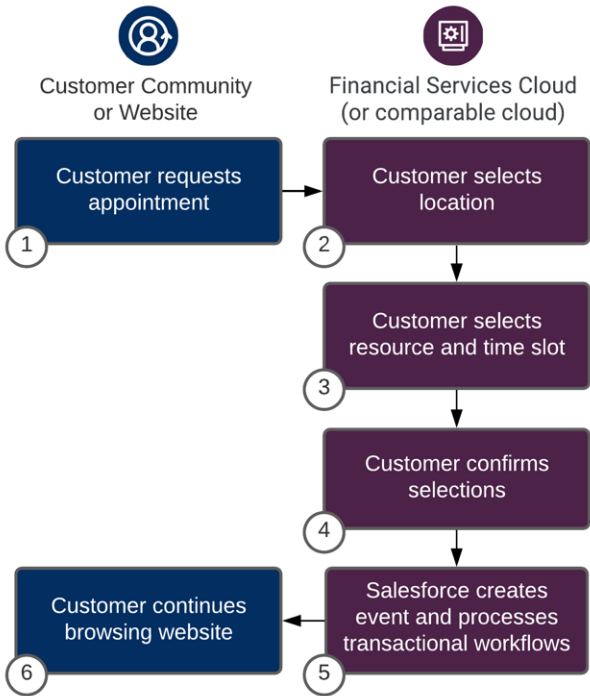 Customer Community
or Website
Financial Services Cloud
(or comparable cloud)
Customer requests
appointment
1
Customer selects
location
2
Customer selects
resource and time slot
3
Customer confirms
selections
4
Salesforce creates
event and processes
transactional workflows
5
Customer continues
browsing website
6